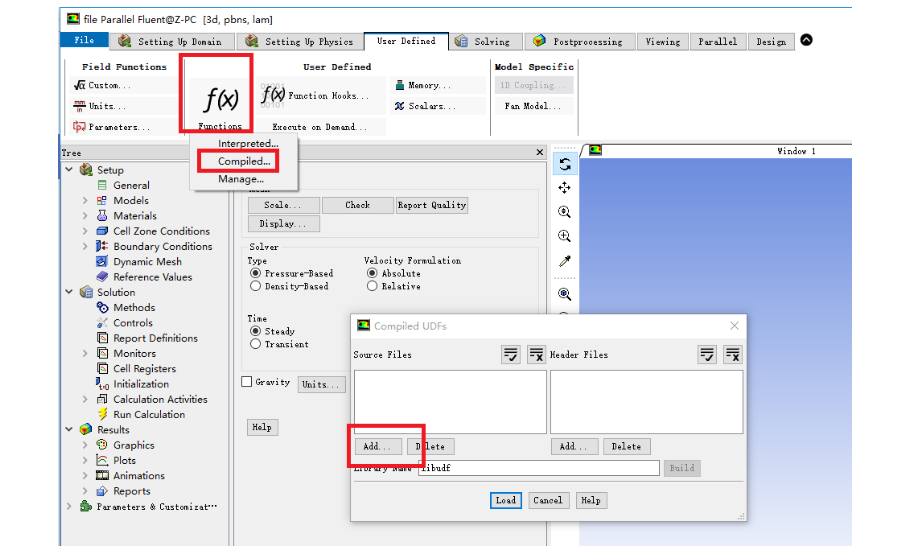 file Parallel Fluent@Z-PC [3d, pbns, lam]
File Setting Up Domain Setting Up Physics User Defined Solving Postprocessing Viewing Parallel Design
Field Functions User Defined Model Specific
Custom... Memory... 1D Coupling...
f(x) f(x) Function Hooks...
Units... Scalars... Fan Model...
Parameters... Functions Execute on Demand...
Interpreted...
Compiled...
Manage...
Tree
Window 1
Setup
General
Models
Materials
Cell Zone Conditions
Boundary Conditions
Dynamic Mesh
Reference Values
Solution
Methods
Controls
Report Definitions
Monitors
Cell Registers
Initialization
Calculation Activities
Run Calculation
Results
Graphics
Plots
Animations
Reports
Parameters & Customizat...
Scale... Check Report Quality
Display...
Solver
Type Velocity Formulation
Pressure-Based Absolute
Density-Based Relative
Time
Steady
Transient
Gravity Units...
Help
Compiled UDFs
Source Files Header Files
Add... Delete Add... Delete
Library Name libudf Build
Load Cancel Help